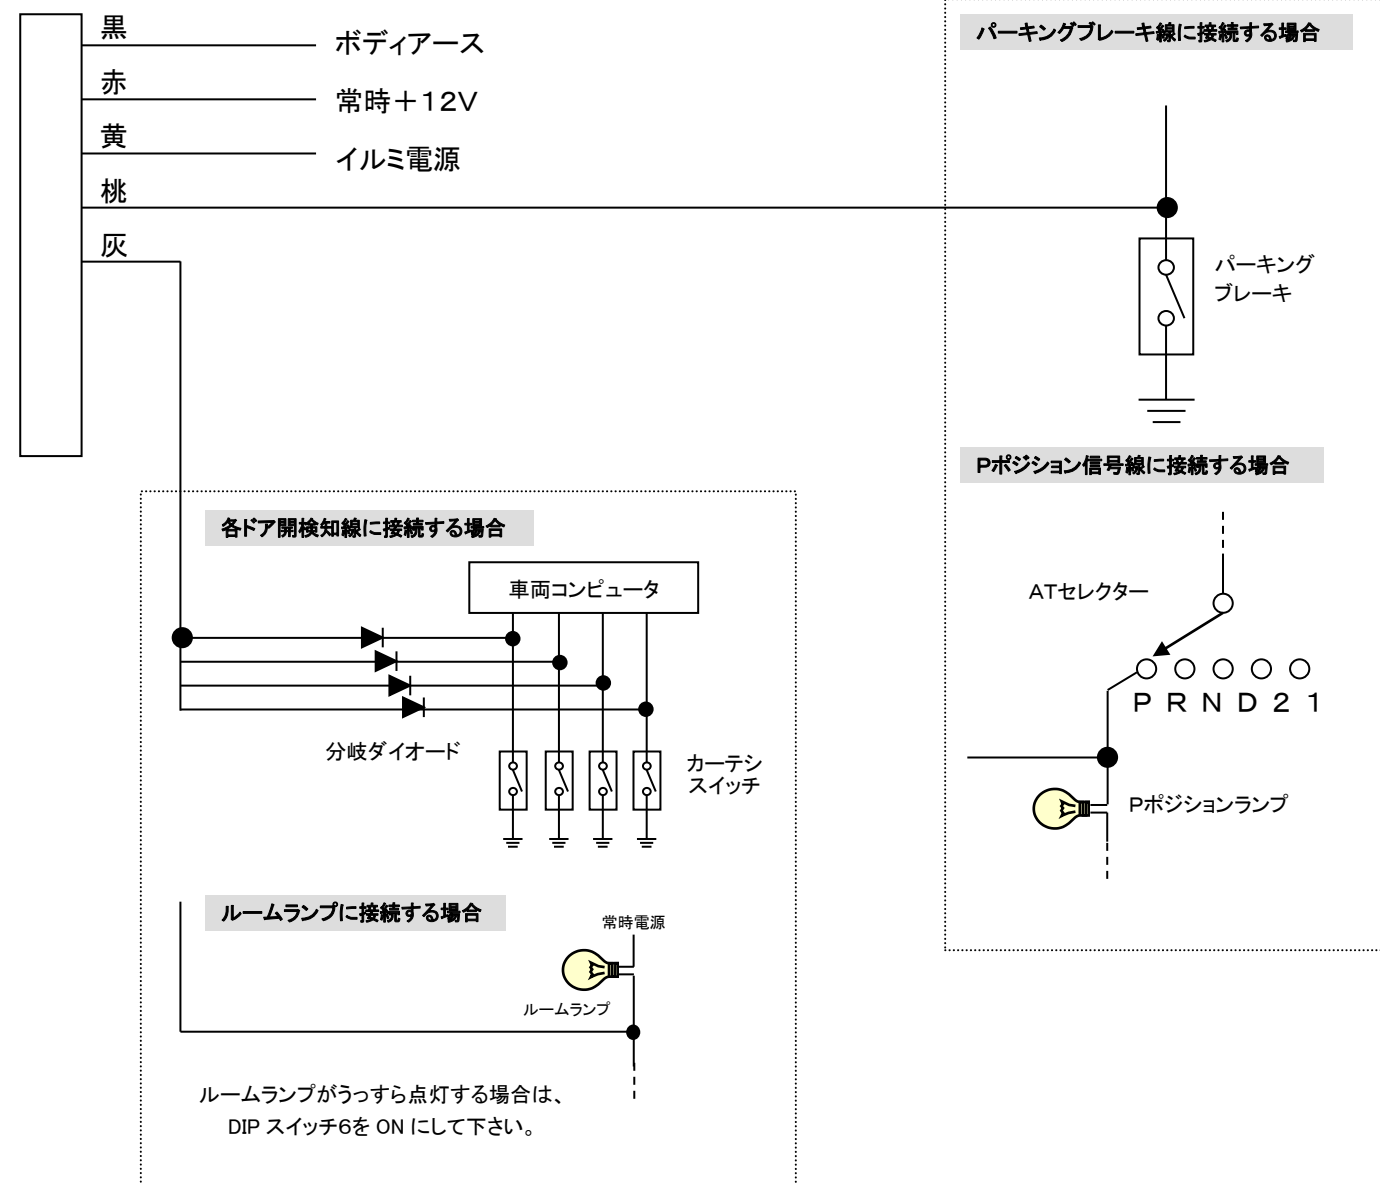 黒
ボディアース
赤
常時＋１２Ｖ
黄
イルミ電源
桃
灰
パーキングブレーキ線に接続する場合
パーキング
ブレーキ
Ｐポジション信号線に接続する場合
ＡＴセレクター
Ｐ Ｒ Ｎ Ｄ ２ １
Ｐポジションランプ
各ドア開検知線に接続する場合
車両コンピュータ
分岐ダイオード
カーテシ
スイッチ
ルームランプに接続する場合
常時電源
ルームランプ
ルームランプがうっすら点灯する場合は、
DIP スイッチ６を ON にして下さい。